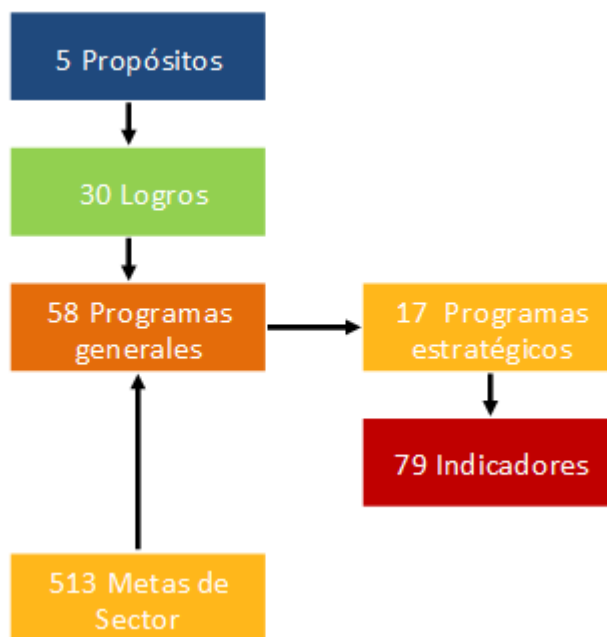 5 Propósitos
30 Logros
58 Programas
generales
17 Programas
estratégicos
79 Indicadores
513 Metas de
Sector